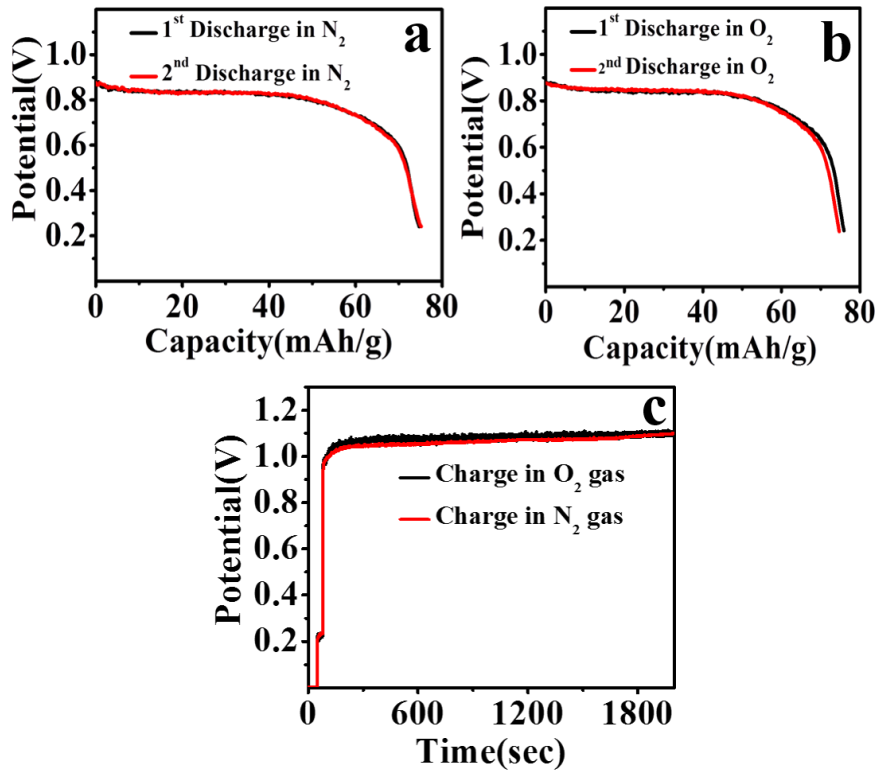 a
1st Discharge in N2
2nd Discharge in N2
Potential(V)
1.0
0.8
0.6
0.4
0.2
0 20 40 60 80
Capacity(mAh/g)
b
1st Discharge in O2
2nd Discharge in O2
Potential(V)
1.0
0.8
0.6
0.4
0.2
0 20 40 60 80
Capacity(mAh/g)
c
Charge in O2 gas
Charge in N2 gas
Potential(V)
1.2
1.0
0.8
0.6
0.4
0.2
0 600 1200 1800
Time(sec)